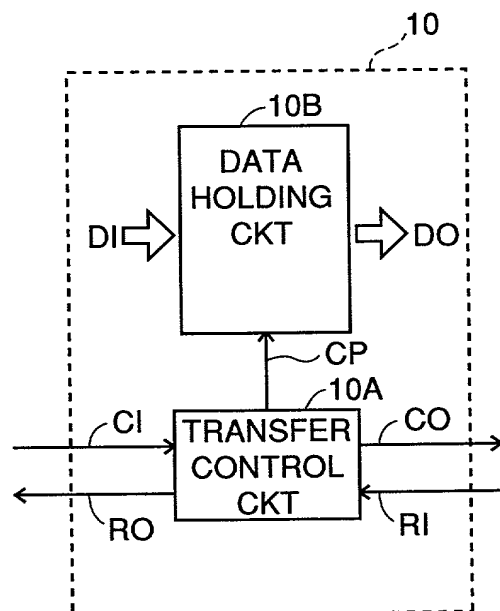 10
10B
DATA
HOLDING
CKT
DI
DO
CP
10A
CI
TRANSFER
CONTROL
CKT
CO
RO
RI